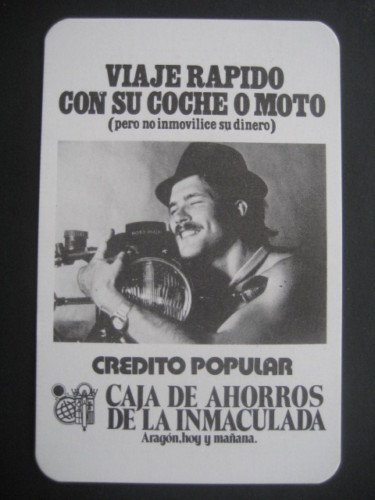 VIAJE RAPIDO
CON SU COCHE O MOTO
(pero no inmovilice su dinero)
CREDITO POPULAR
CAJA DE AHORROS
DE LA INMACULADA
Aragón, hoy y mañana.